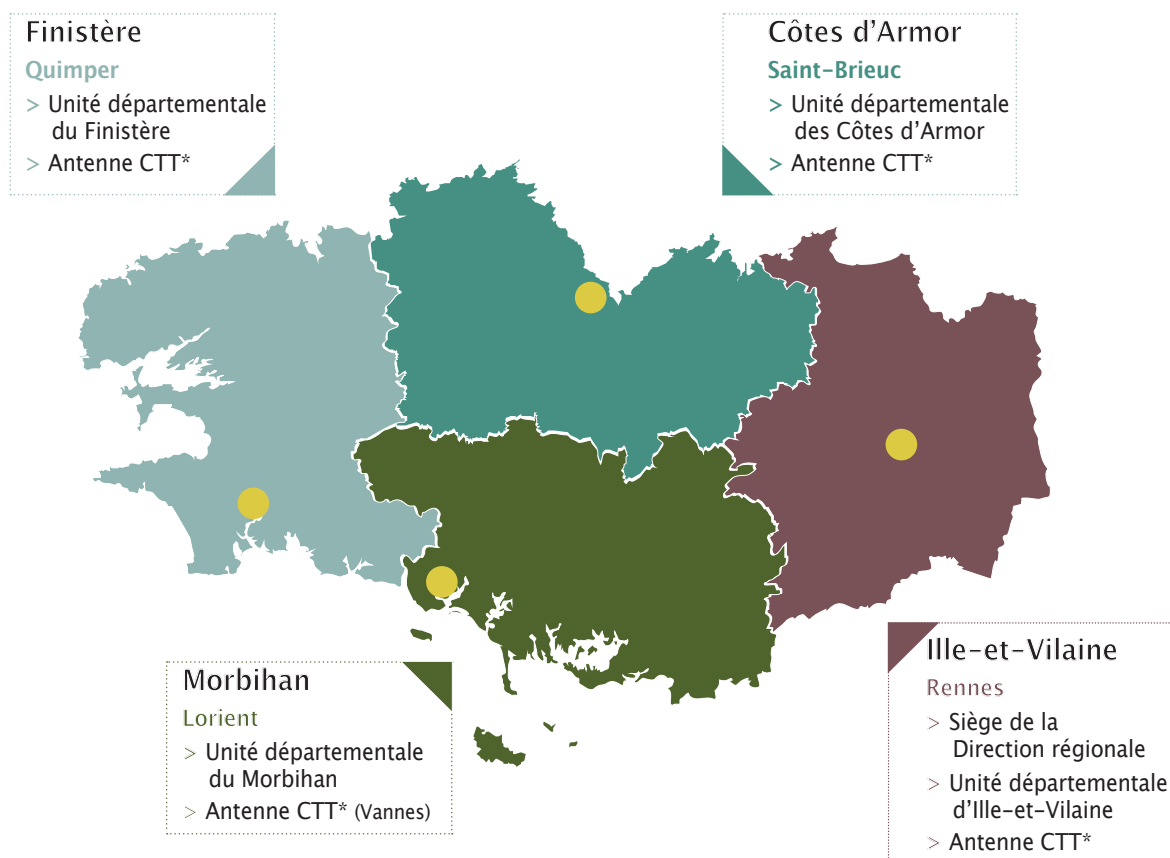 Finistère
Quimper
> Unité départementale
du Finistère
> Antenne CTT*
Côtes d'Armor
Saint-Brieuc
> Unité départementale
des Côtes d'Armor
> Antenne CTT*
Morbihan
Lorient
> Unité départementale
du Morbihan
> Antenne CTT* (Vannes)
Ille-et-Vilaine
Rennes
> Siège de la
Direction régionale
> Unité départementale
d'Ille-et-Vilaine
> Antenne CTT*